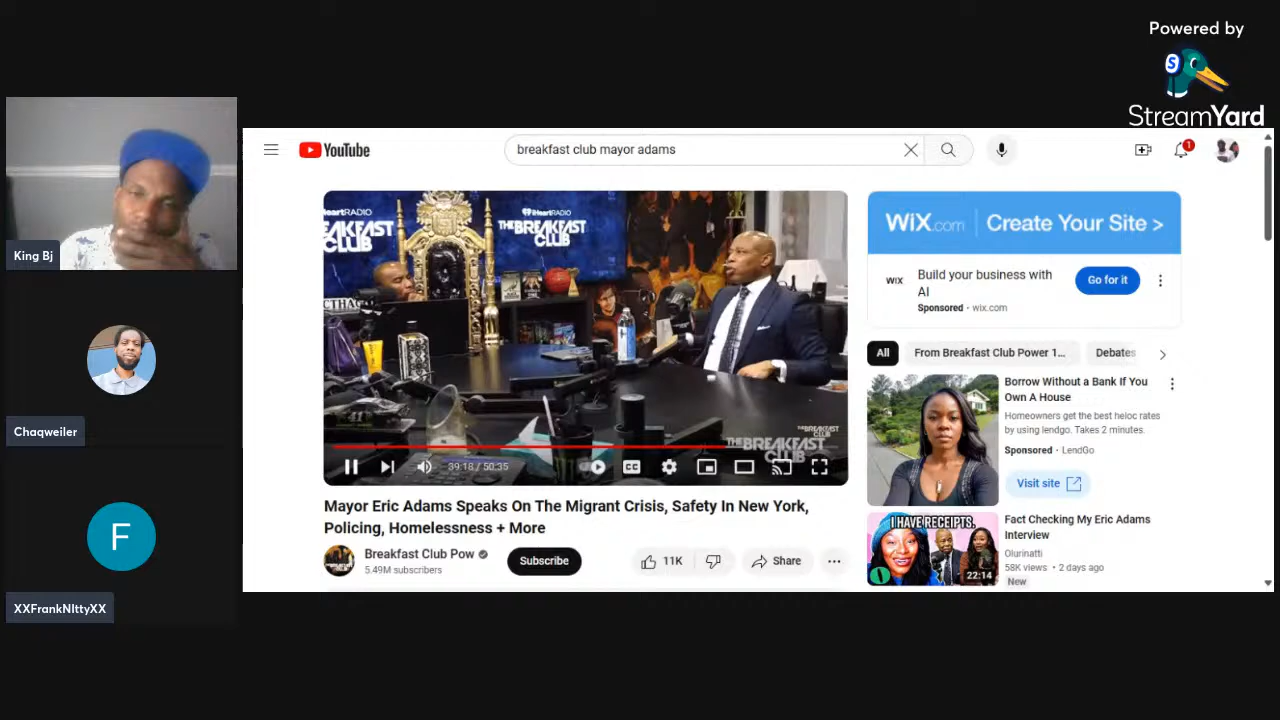 Powered by
S
StreamYard
King Bj
Chaqweiler
F
XXFrankNIttyXX
YouTube
breakfast club mayor adams
1
iHeartRADIO
THE BREAKFAST CLUB
39:18 / 50:35
CC
THE BREAKFAST CLUB
Mayor Eric Adams Speaks On The Migrant Crisis, Safety In New York,
Policing, Homelessness + More
Breakfast Club Pow
5.49M subscribers
Subscribe
11K
Share
WIX.com
Create Your Site >
WIX
Build your business with
AI
Sponsored · wix.com
Go for it
All
From Breakfast Club Power 1...
Debates
Borrow Without a Bank If You
Own A House
Homeowners get the best heloc rates
by using lendgo. Takes 2 minutes.
Sponsored · LendGo
Visit site
I HAVE RECEIPTS.
22:14
Fact Checking My Eric Adams
Interview
Olurinatti
58K views · 2 days ago
New